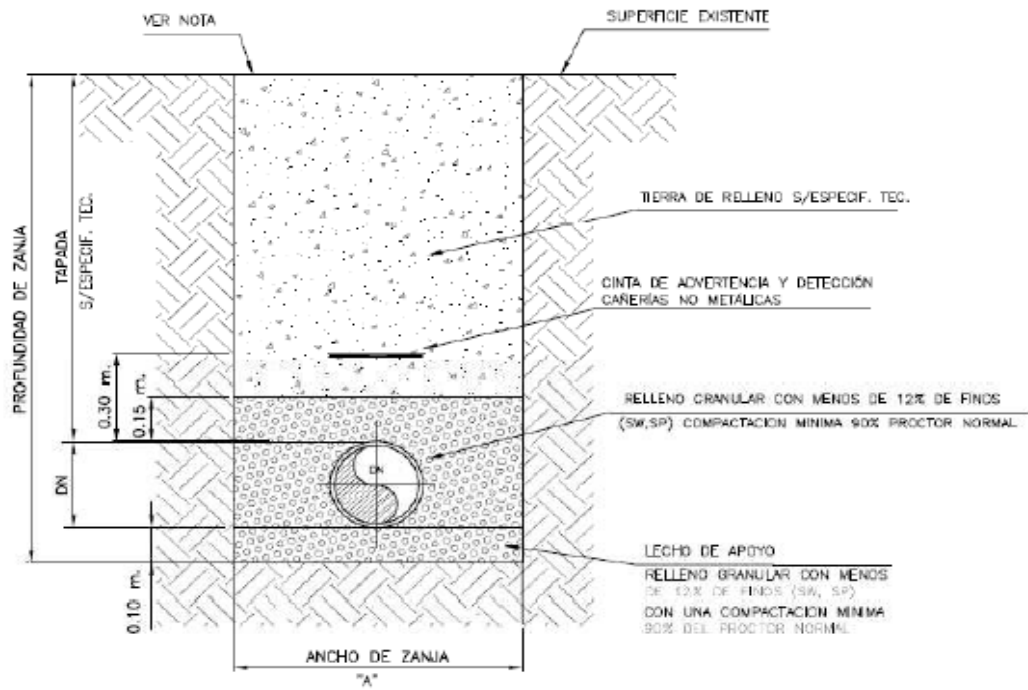 VER NOTA
SUPERFICIE EXISTENTE
PROFUNDIDAD DE ZANJA
TAPADA
S/ESPECIF. TEC.
TIERRA DE RELLENO S/ESPECIF. TEC.
CINTA DE ADVERTENCIA Y DETECCIÓN
CAÑERÍAS NO METÁLICAS
0.30 m.
0.15 m.
RELLENO GRANULAR CON MENOS DE 12% DE FINOS
(SW,SP) COMPACTACION MINIMA 90% PROCTOR NORMAL
DN
DN
LECHO DE APOYO
RELLENO GRANULAR CON MENOS
DE 12% DE FINOS (SW, SP)
CON UNA COMPACTACION MINIMA
90% DEL PROCTOR NORMAL
0.10 m.
ANCHO DE ZANJA
"A"